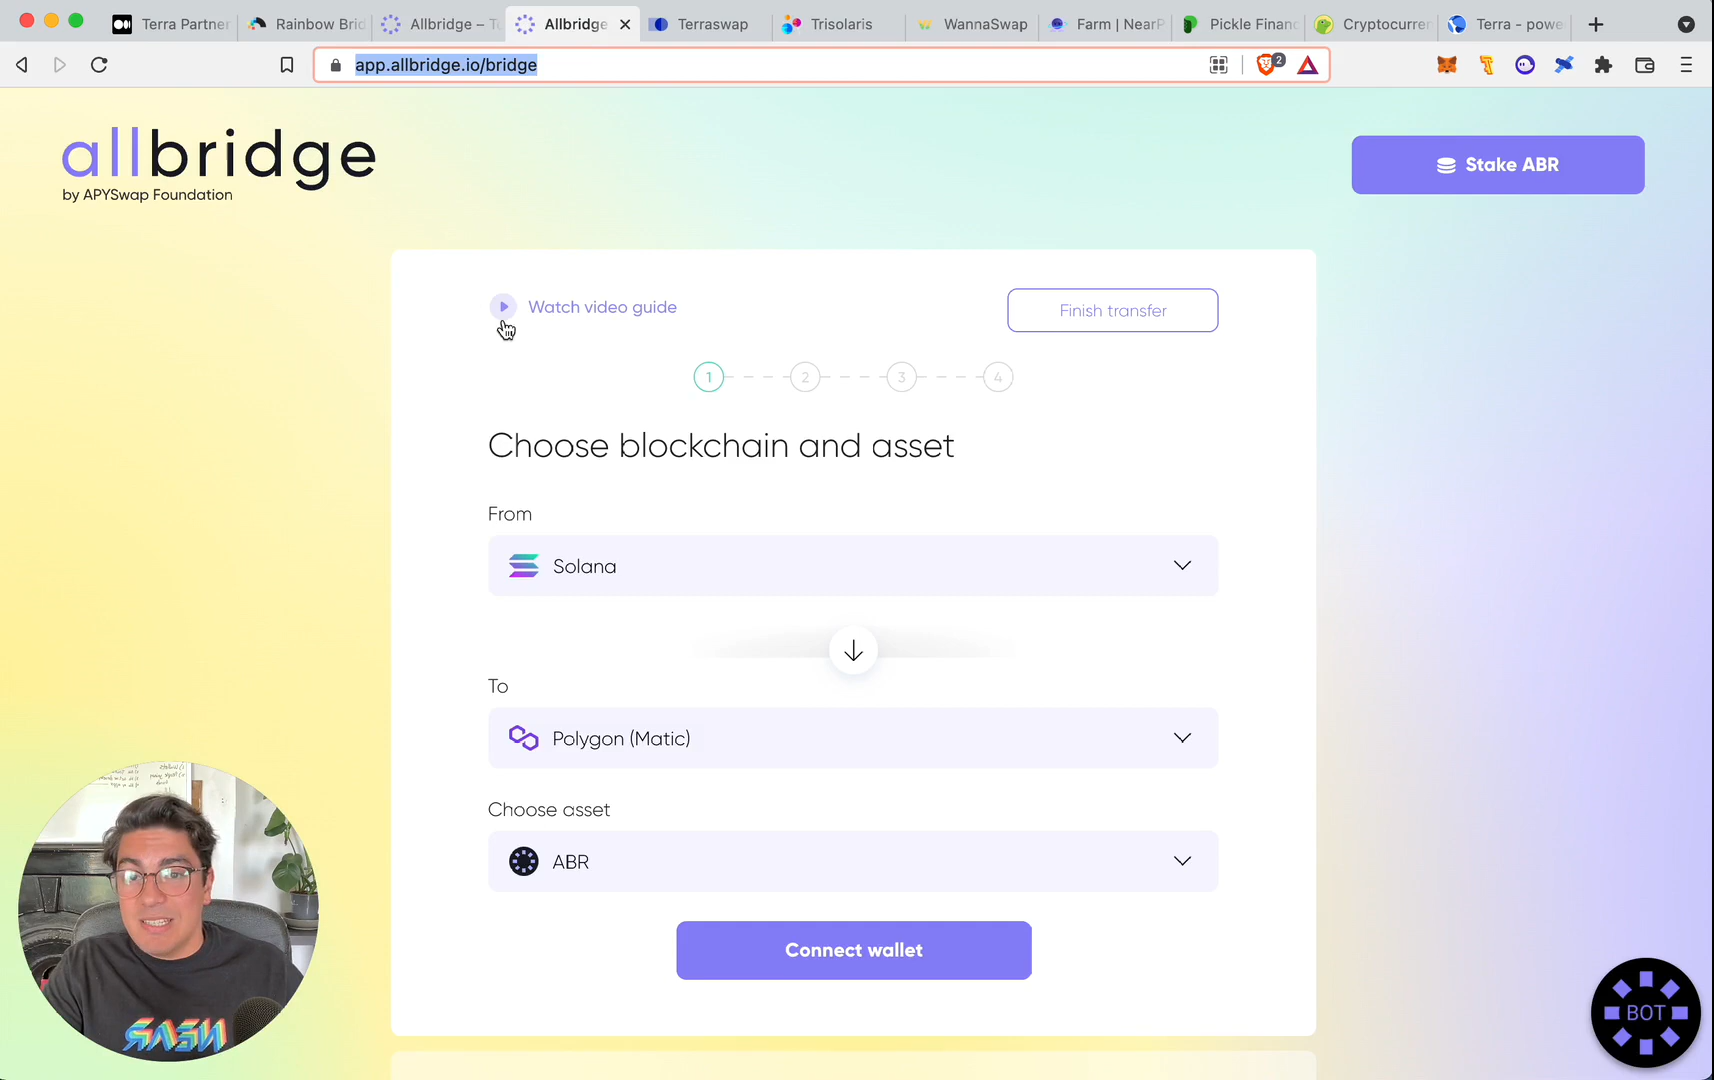 Terra Partner
Rainbow Brid
Allbridge – Tu
Allbridge
Terraswap
Trisolaris
WannaSwap
Farm | NearP
Pickle Financ
Cryptocurren
Terra - powe
app.allbridge.io/bridge
2
allbridge
by APYSwap Foundation
Stake ABR
Watch video guide
Finish transfer
1 2 3 4
Choose blockchain and asset
From
Solana
To
Polygon (Matic)
Choose asset
ABR
Connect wallet
BOT